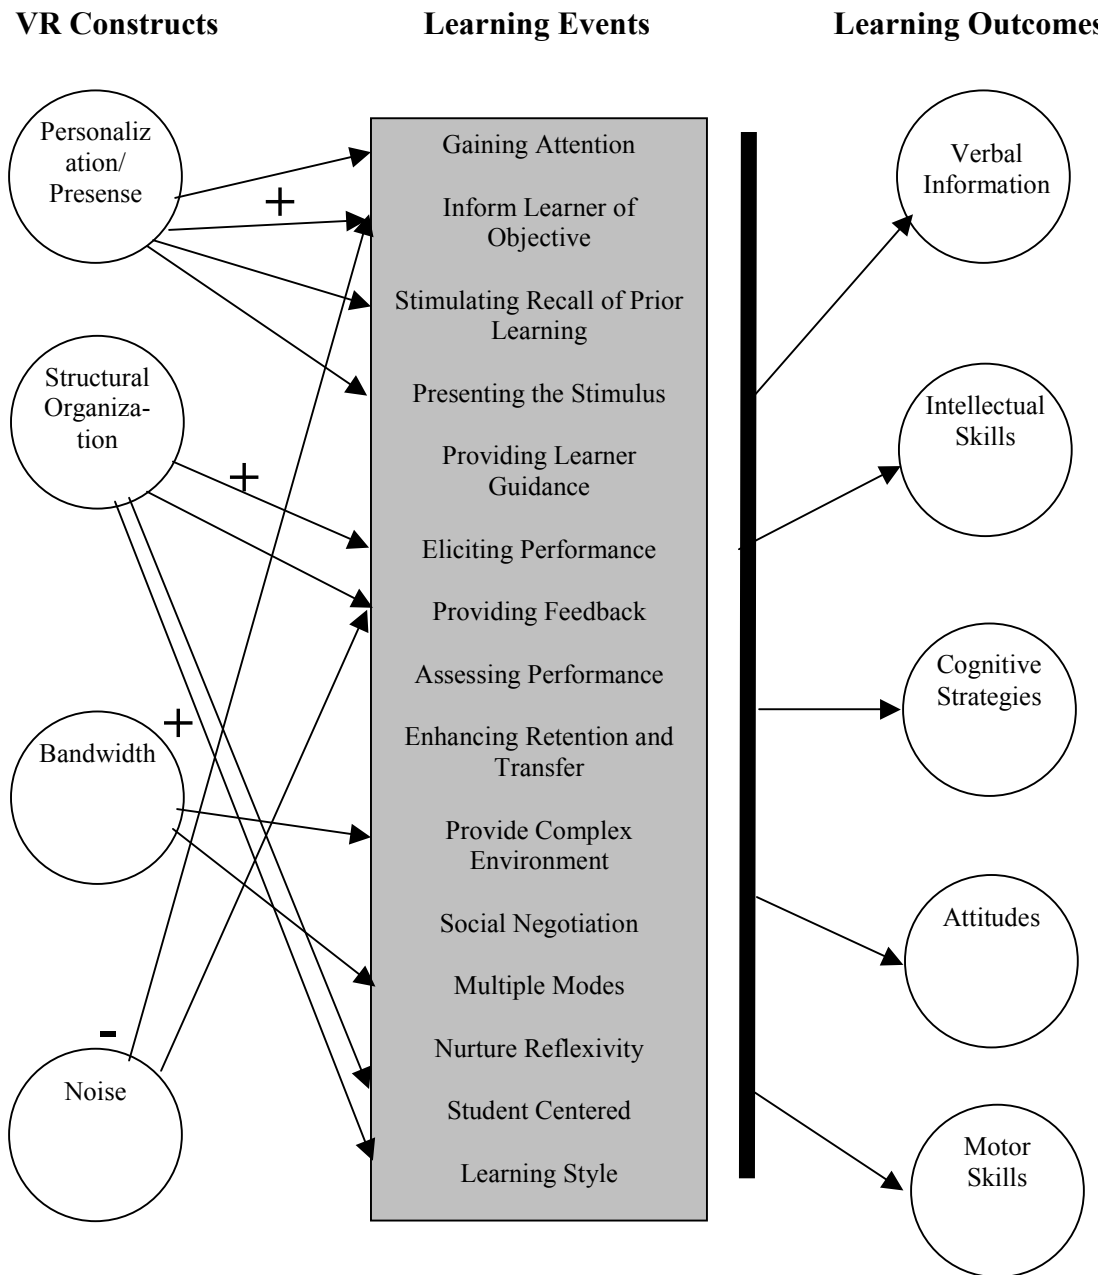 VR Constructs
Learning Events
Learning Outcomes
Personaliz
ation/
Presense
+
Structural
Organiza-
tion
+
Bandwidth
+
Noise
-
Gaining Attention
Inform Learner of
Objective
Stimulating Recall of Prior
Learning
Presenting the Stimulus
Providing Learner
Guidance
Eliciting Performance
Providing Feedback
Assessing Performance
Enhancing Retention and
Transfer
Provide Complex
Environment
Social Negotiation
Multiple Modes
Nurture Reflexivity
Student Centered
Learning Style
Verbal
Information
Intellectual
Skills
Cognitive
Strategies
Attitudes
Motor
Skills